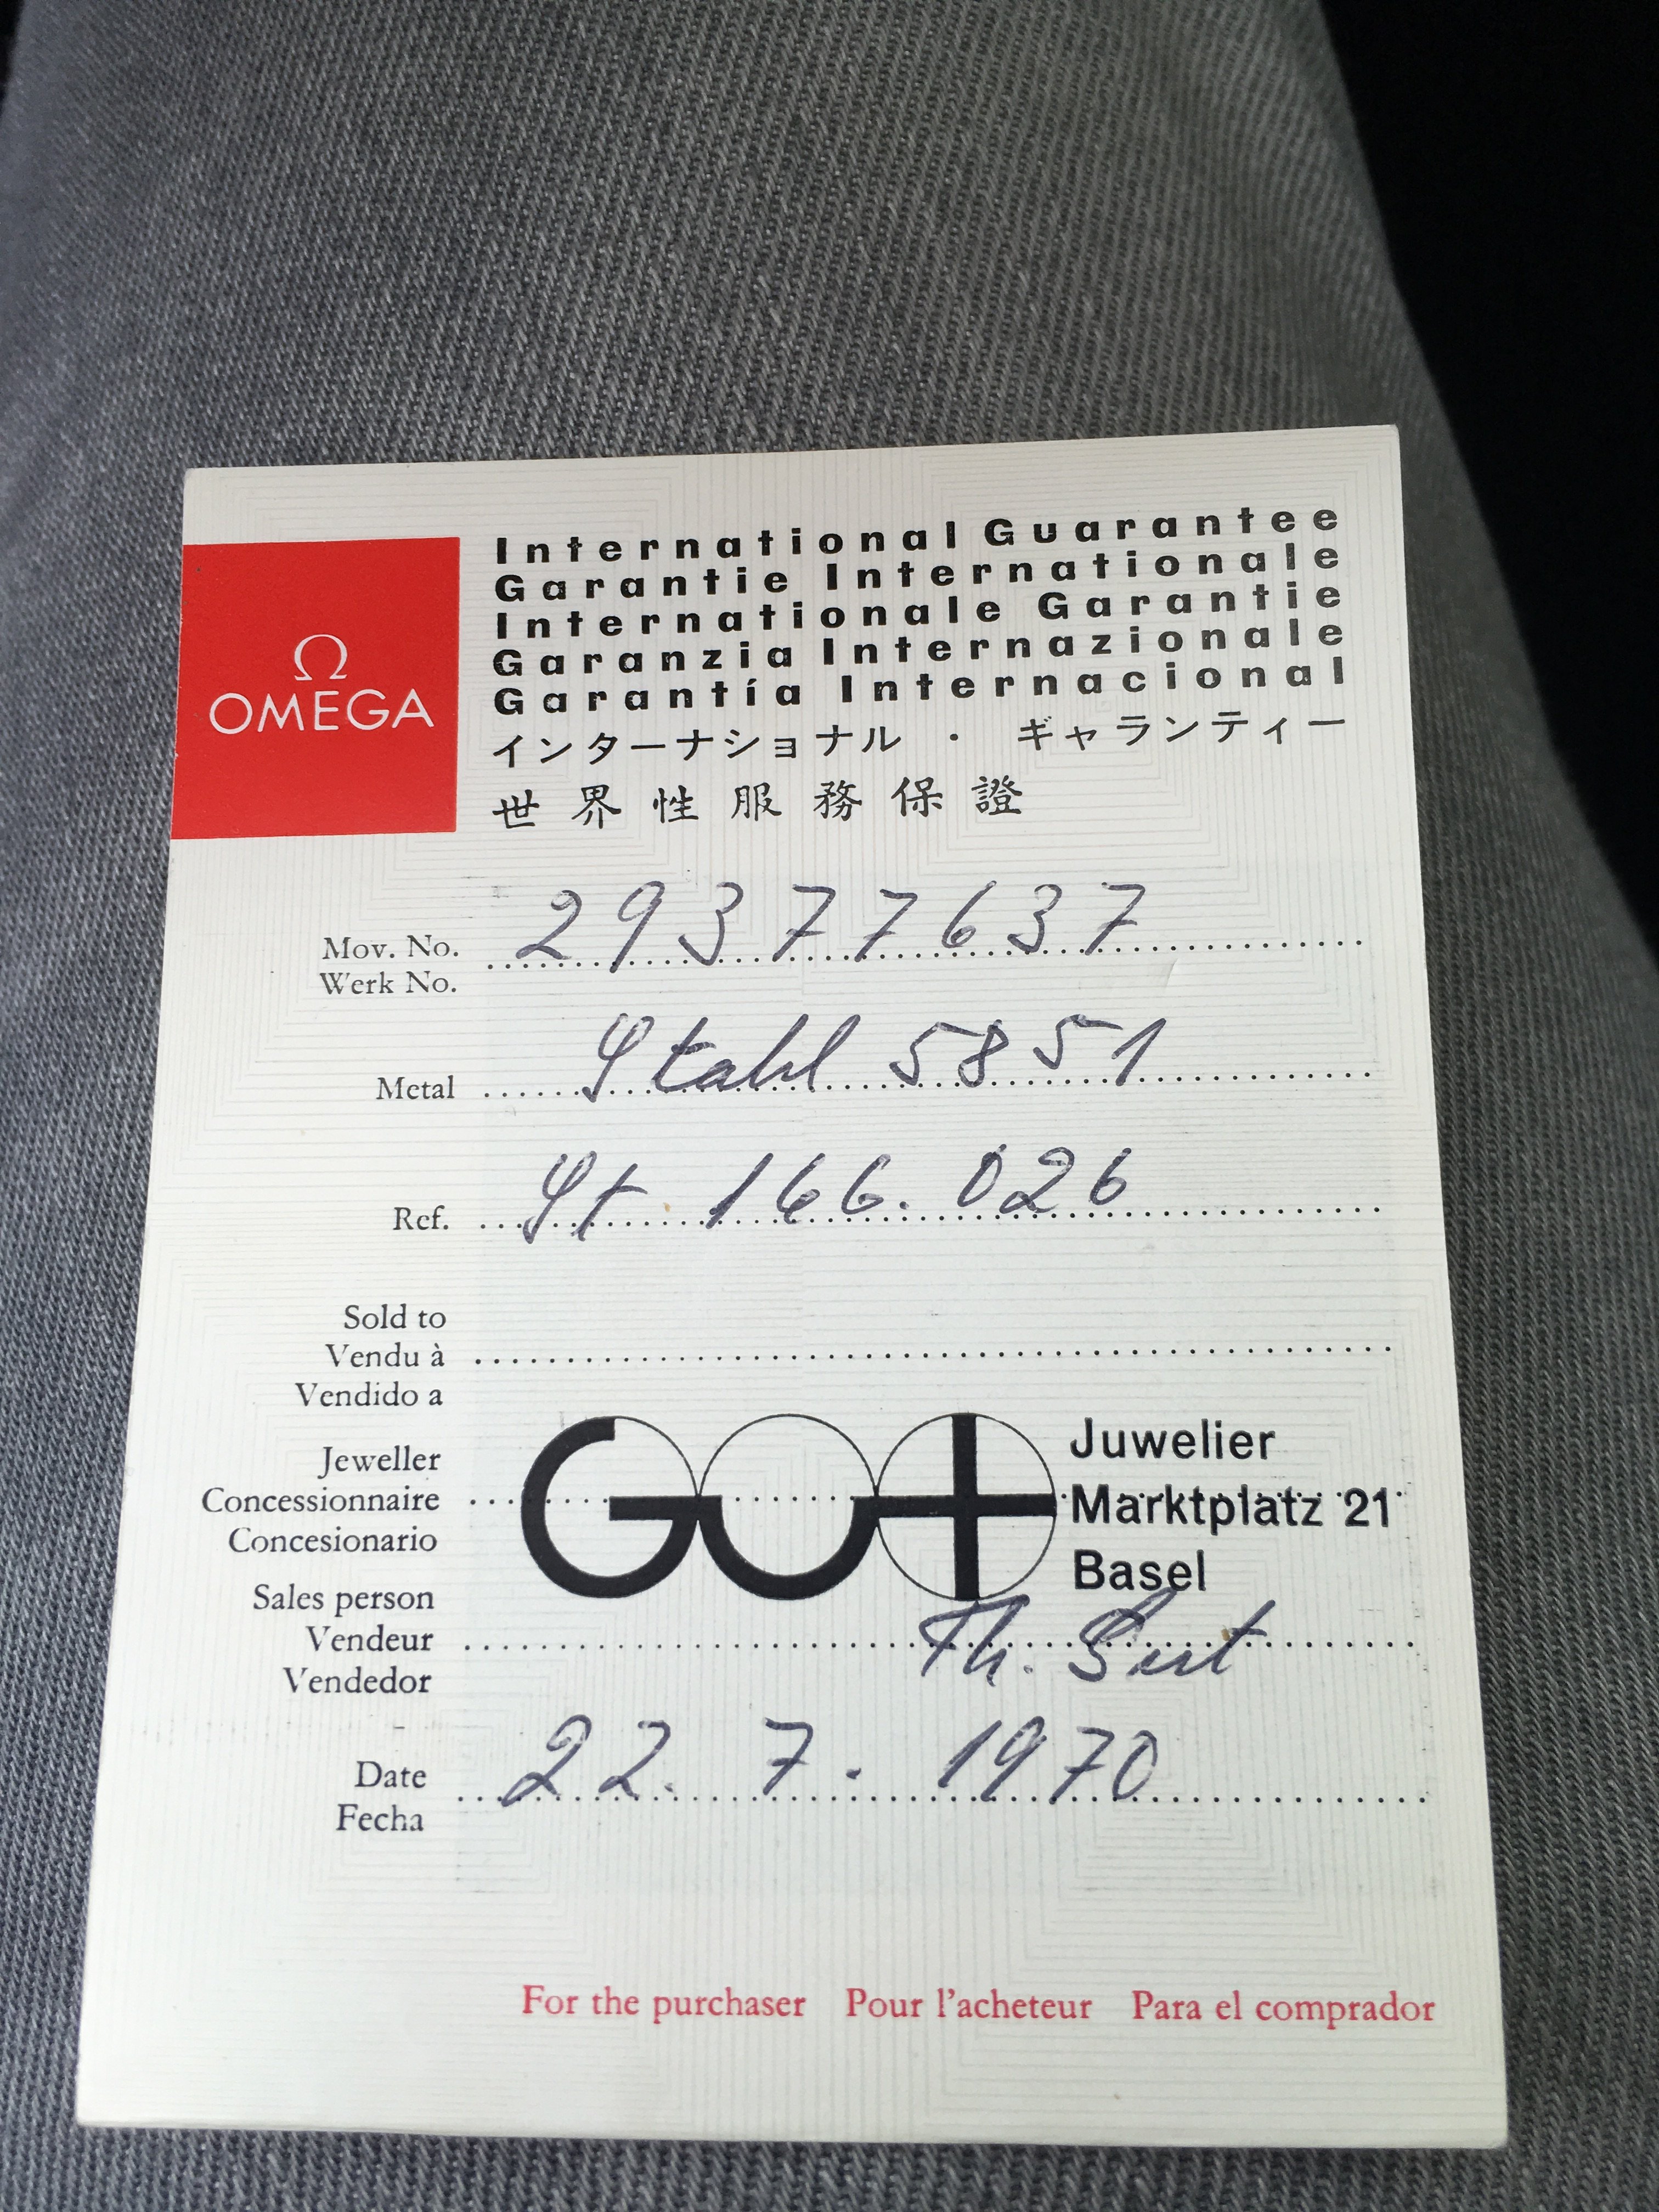 International Guarantee
Garantie Internationale
Internationale Garantie
Garanzia Internazionale
Garantía Internacional
インターナショナル ・ ギャランティー
世界性服務保證
Ω
OMEGA
Mov. No. 29377637
Werk No.
Metal Stahl 5851
Ref. St 166.026
Sold to
Vendu à
Vendido a
Jeweller
Concessionnaire
Concesionario
GUt
Juwelier
Marktplatz 21
Basel
Sales person
Vendeur Th. Gut
Vendedor
Date 22. 7. 1970
Fecha
For the purchaser Pour l'acheteur Para el comprador